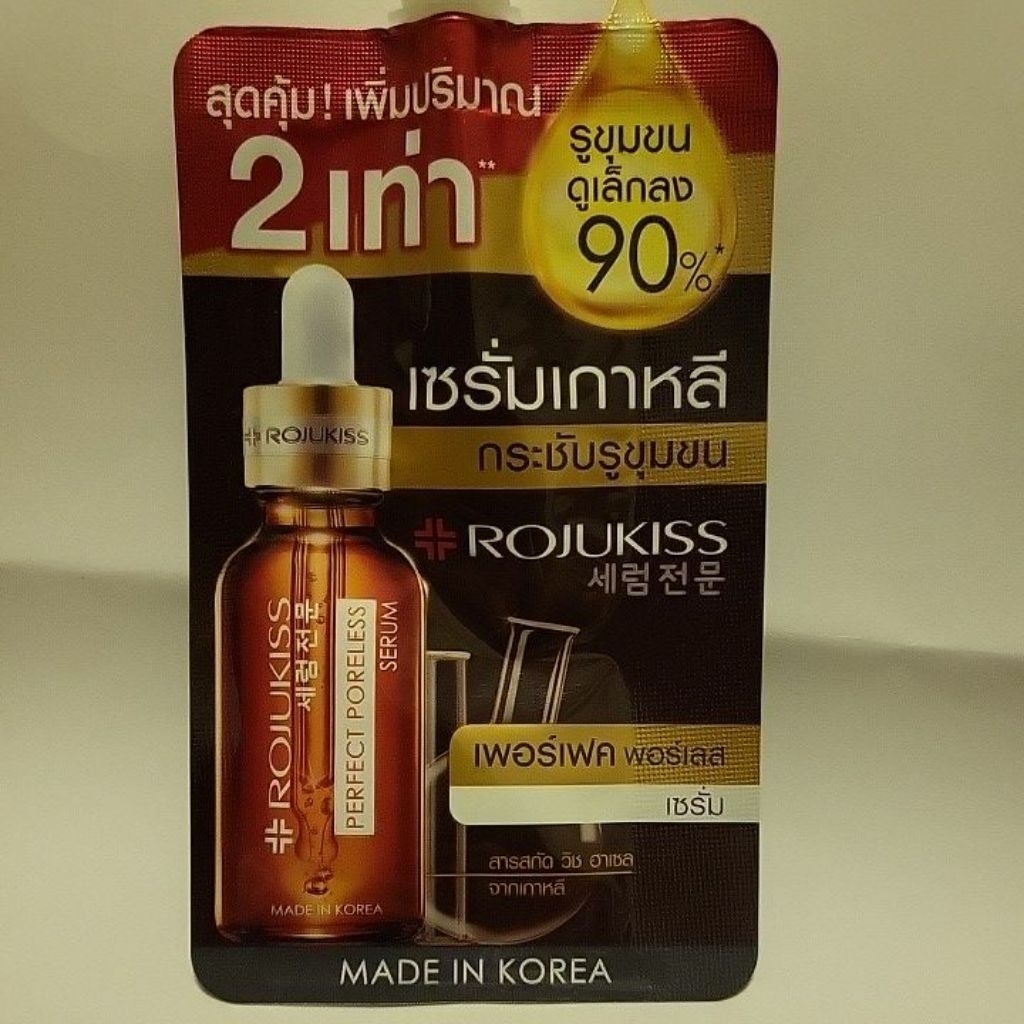 สุดคุ้ม! เพิ่มปริมาณ
2 เท่า**
รูขุมขน
ดูเล็กลง
90%*
เซรั่มเกาหลี
กระชับรูขุมขน
ROJUKISS
세럼전문
ROJUKISS
ROJUKISS
세럼전문
PERFECT PORELESS
SERUM
MADE IN KOREA
เพอร์เฟค พอร์เลส
เซรั่ม
สารสกัด วิช ฮาเซล
จากเกาหลี
MADE IN KOREA